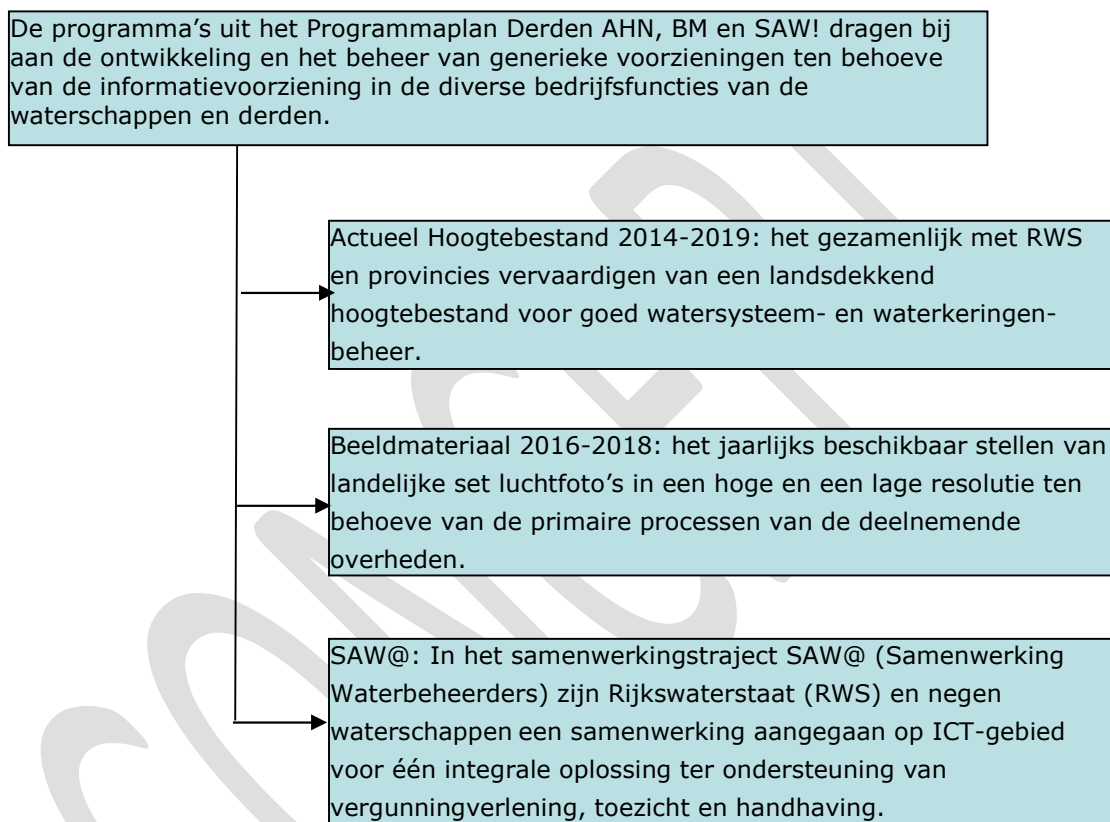 De programma’s uit het Programmaplan Derden AHN, BM en SAW! dragen bij
aan de ontwikkeling en het beheer van generieke voorzieningen ten behoeve
van de informatievoorziening in de diverse bedrijfsfuncties van de
waterschappen en derden.
Actueel Hoogtebestand 2014-2019: het gezamenlijk met RWS
en provincies vervaardigen van een landsdekkend
hoogtebestand voor goed watersysteem- en waterkeringen-
beheer.
Beeldmateriaal 2016-2018: het jaarlijks beschikbaar stellen van
landelijke set luchtfoto’s in een hoge en een lage resolutie ten
behoeve van de primaire processen van de deelnemende
overheden.
SAW@: In het samenwerkingstraject SAW@ (Samenwerking
Waterbeheerders) zijn Rijkswaterstaat (RWS) en negen
waterschappen een samenwerking aangegaan op ICT-gebied
voor één integrale oplossing ter ondersteuning van
vergunningverlening, toezicht en handhaving.
CONCEPT